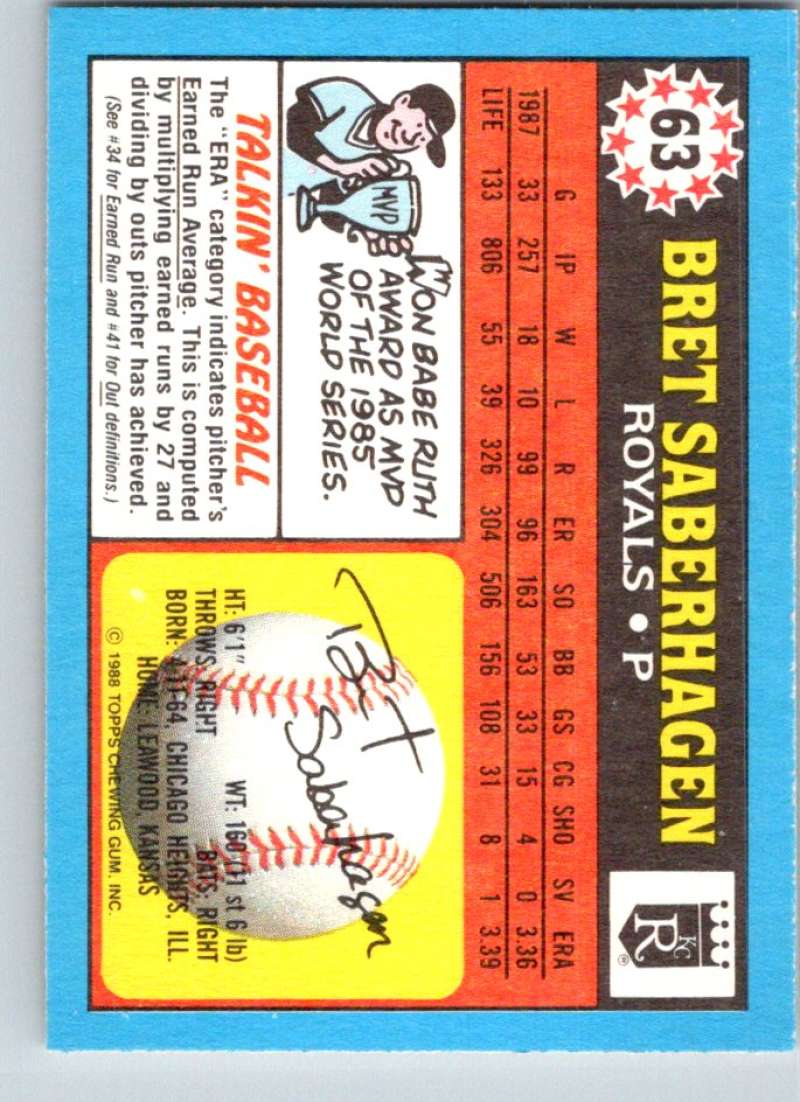 63
BRET SABERHAGEN
ROYALS • P
KC
R
®
G IP W L R ER SO BB GS CG SHO SV ERA
1987 33 257 18 10 99 96 163 53 33 15 4 0 3.36
LIFE 133 806 55 39 326 304 506 156 108 31 8 1 3.39
MVP
WON BABE RUTH
AWARD AS MVP
OF THE 1985
WORLD SERIES.
TALKIN' BASEBALL
The "ERA" category indicates pitcher's
Earned Run Average. This is computed
by multiplying earned runs by 27 and
dividing by outs pitcher has achieved.
(See #34 for Earned Run and #41 for Out definitions.)
Bret
Saberhagen
HT: 6'1" WT: 160 (11 st 6 lb)
THROWS: RIGHT BATS: RIGHT
BORN: 4-11-64, CHICAGO HEIGHTS, ILL.
HOME: LEAWOOD, KANSAS
© 1988 TOPPS CHEWING GUM, INC.